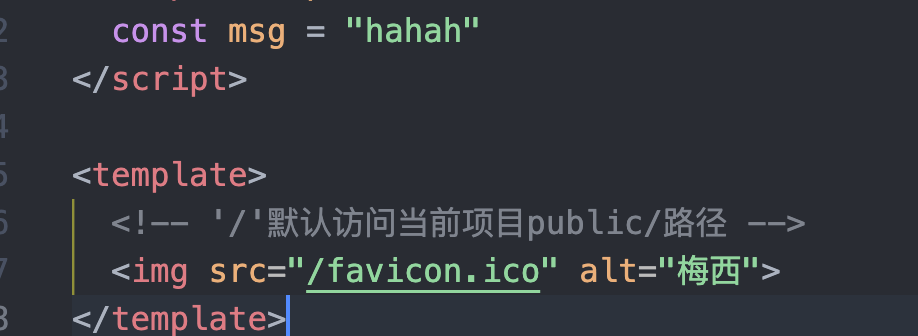 2 const msg = "hahah"
3 </script>
4
5 <template>
6 <!-- '/'默认访问当前项目public/路径 -->
7 <img src="/favicon.ico" alt="梅西">
8 </template>